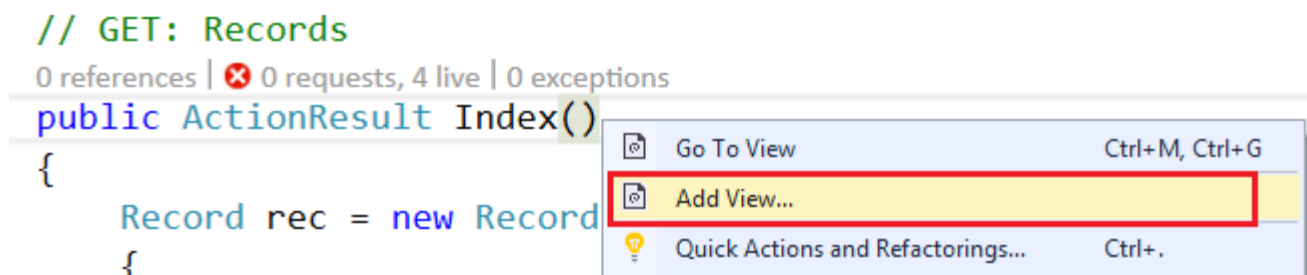 // GET: Records
0 references | 0 requests, 4 live | 0 exceptions
public ActionResult Index()
{
Record rec = new Record
{
Go To View Ctrl+M, Ctrl+G
Add View...
Quick Actions and Refactorings... Ctrl+.